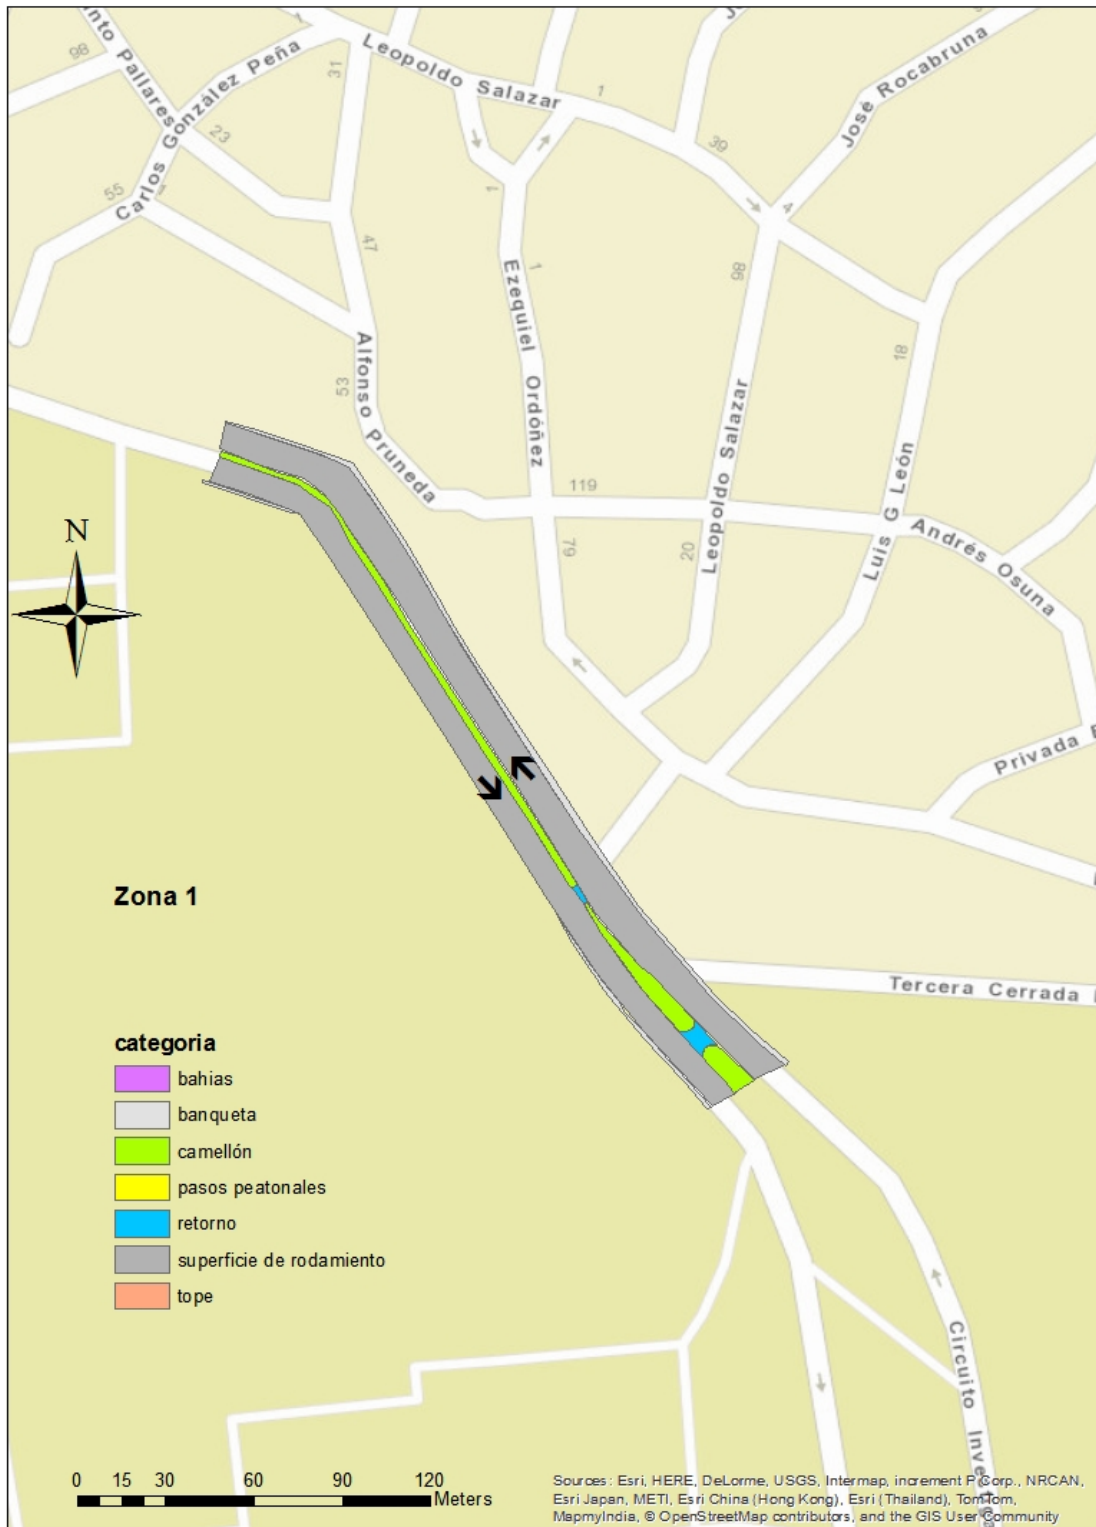 into Pallares
98
Carlos González Peña
31
Leopoldo Salazar
1
José Rocabruna
23
39
55
1
4
47
Ezequiel Ordóñez
1
98
Alfonso Pruneda
53
18
Leopoldo Salazar
Luis G León
119
Andrés Osuna
79
20
N
Privada
Zona 1
Tercera Cerrada
categoria
bahias
banqueta
camellón
pasos peatonales
retorno
superficie de rodamiento
tope
Circuito Investiga
0 15 30 60 90 120
Meters
Sources: Esri, HERE, DeLorme, USGS, Intermap, increment P Corp., NRCAN,
Esri Japan, METI, Esri China (Hong Kong), Esri (Thailand), TomTom,
MapmyIndia, © OpenStreetMap contributors, and the GIS User Community